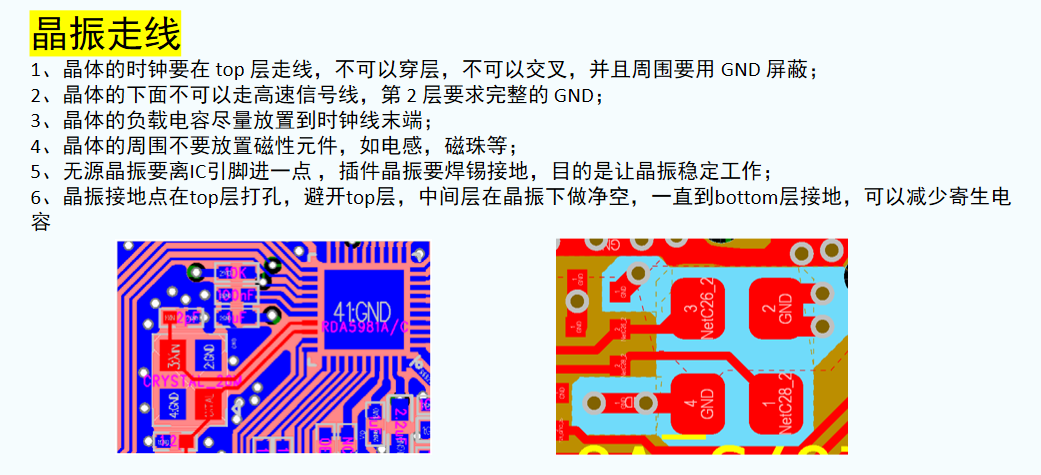 晶振走线
1、晶体的时钟要在 top 层走线，不可以穿层，不可以交叉，并且周围要用 GND 屏蔽；
2、晶体的下面不可以走高速信号线，第 2 层要求完整的 GND；
3、晶体的负载电容尽量放置到时钟线末端；
4、晶体的周围不要放置磁性元件，如电感，磁珠等；
5、无源晶振要离IC引脚进一点 ，插件晶振要焊锡接地，目的是让晶振稳定工作；
6、晶振接地点在top层打孔，避开top层，中间层在晶振下做净空，一直到bottom层接地，可以减少寄生电
容
41:GND
RDA5981A/C
3:XIN
2:GND
4:GND
3
NetC26_2
2
GND
4
GND
1
NetC28_2